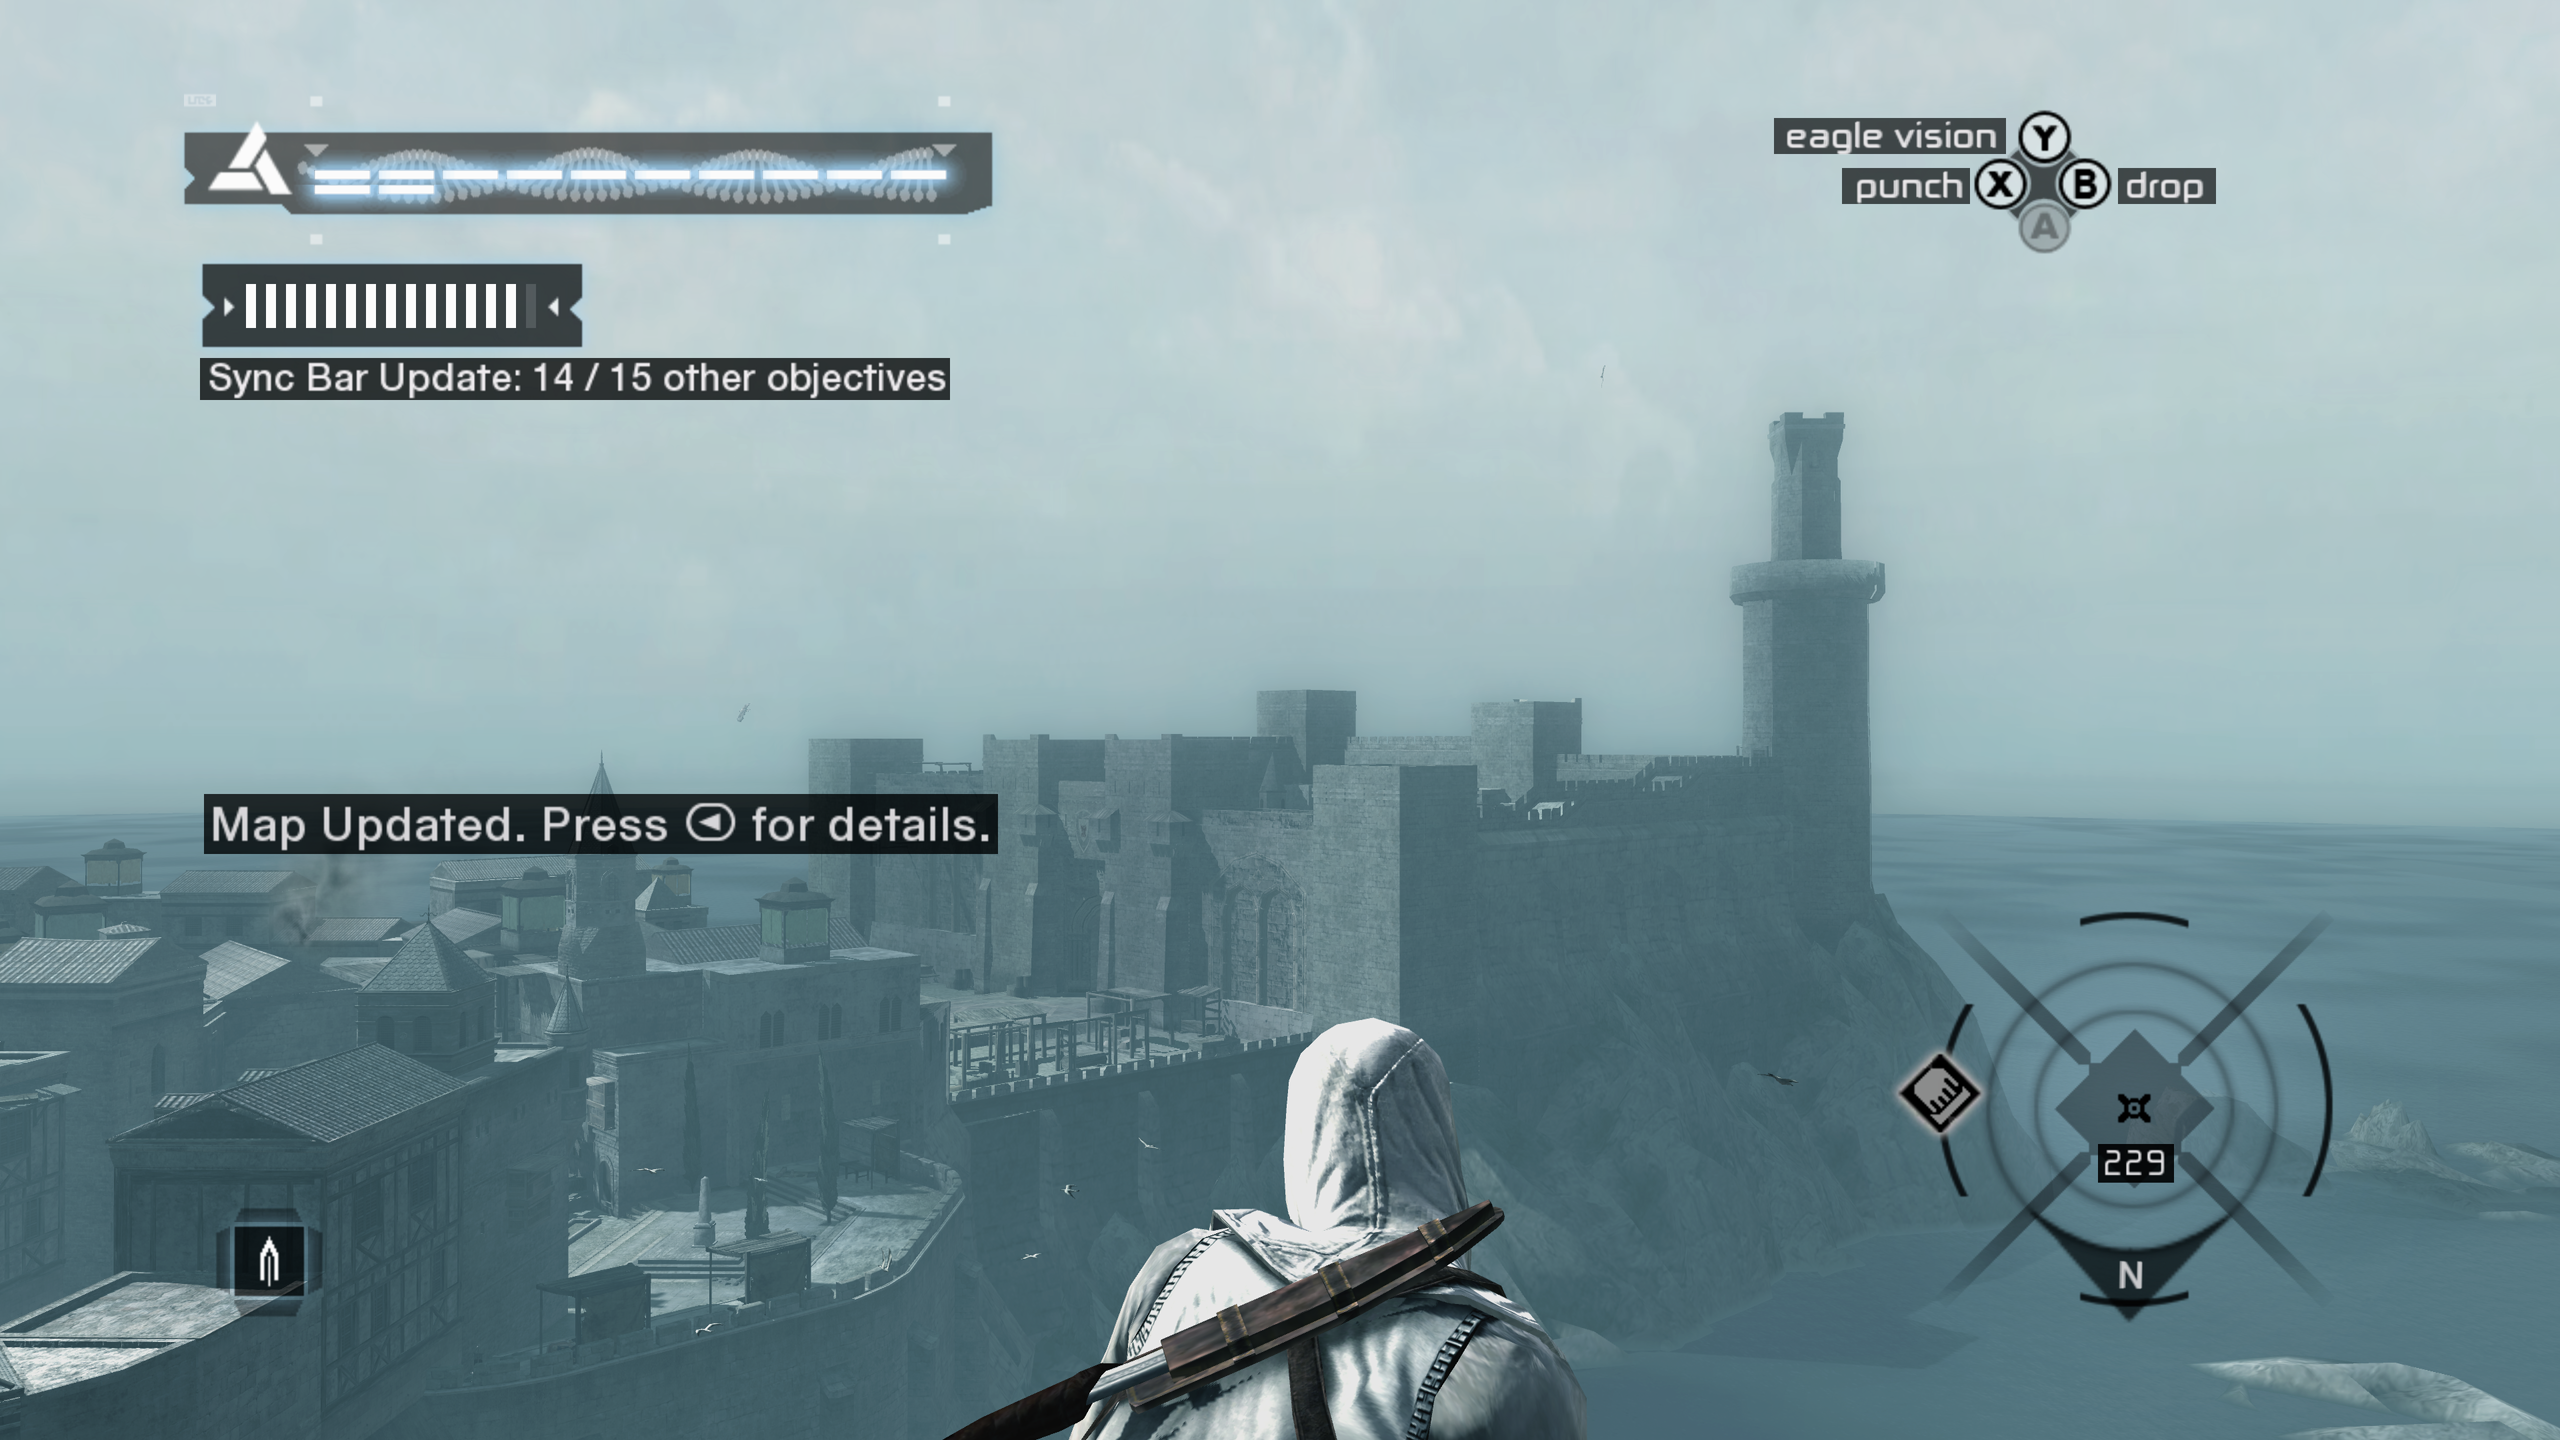 eagle vision Y
punch X B drop
A
Sync Bar Update: 14 / 15 other objectives
Map Updated. Press ◄ for details.
229
N